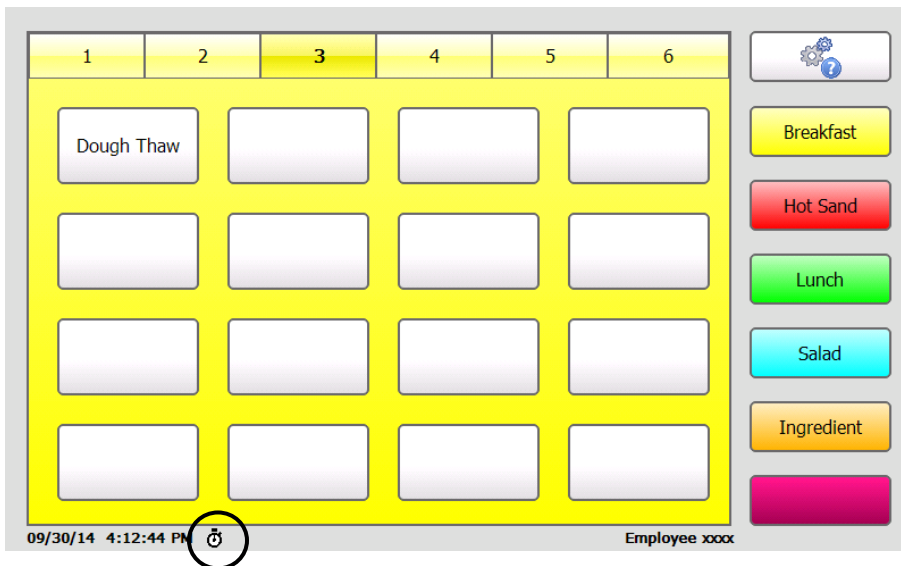 1 2 3 4 5 6
?
Dough Thaw
Breakfast
Hot Sand
Lunch
Salad
Ingredient
09/30/14 4:12:44 PM
Employee xxxx